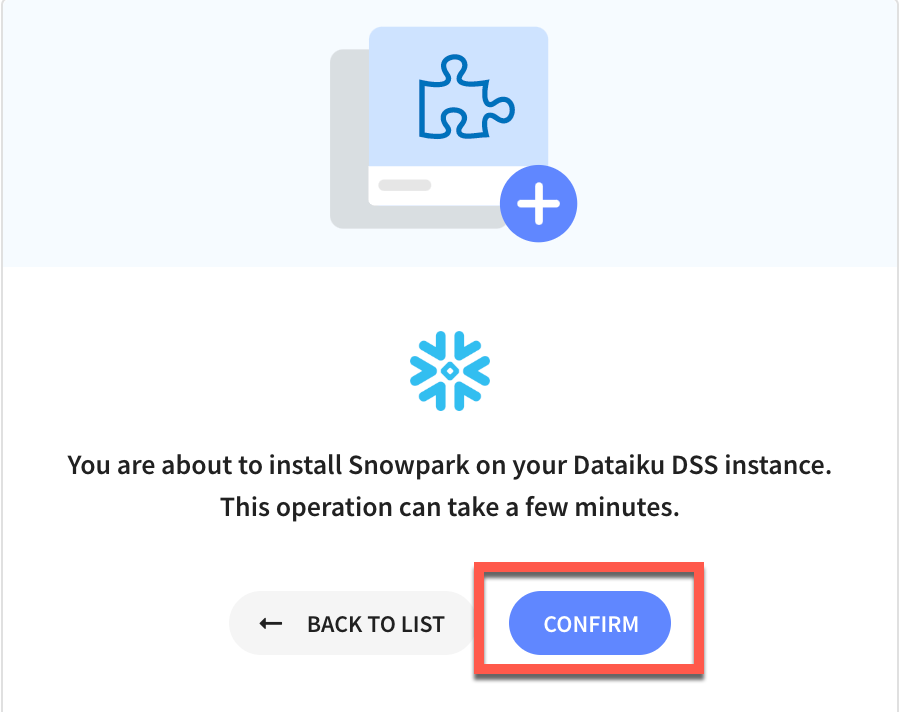 You are about to install Snowpark on your Dataiku DSS instance.
This operation can take a few minutes.
← BACK TO LIST
CONFIRM